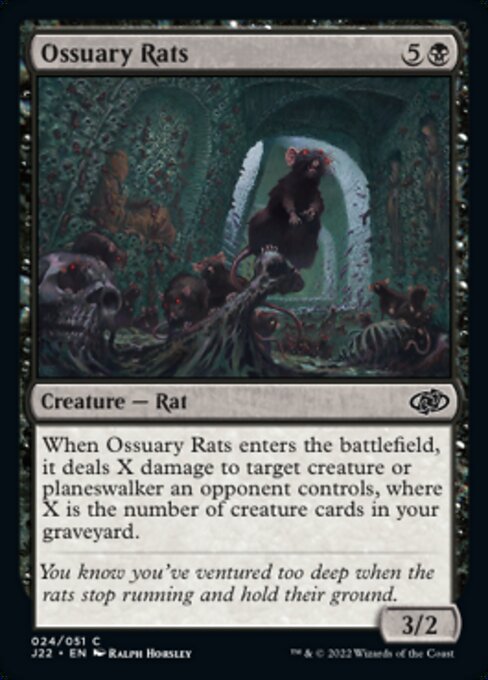 Ossuary Rats 5
Creature — Rat
When Ossuary Rats enters the battlefield,
it deals X damage to target creature or
planeswalker an opponent controls, where
X is the number of creature cards in your
graveyard.
You know you've ventured too deep when the
rats stop running and hold their ground.
3/2
024/051 C
J22 • EN Ralph Horsley
™ & © 2022 Wizards of the Coast